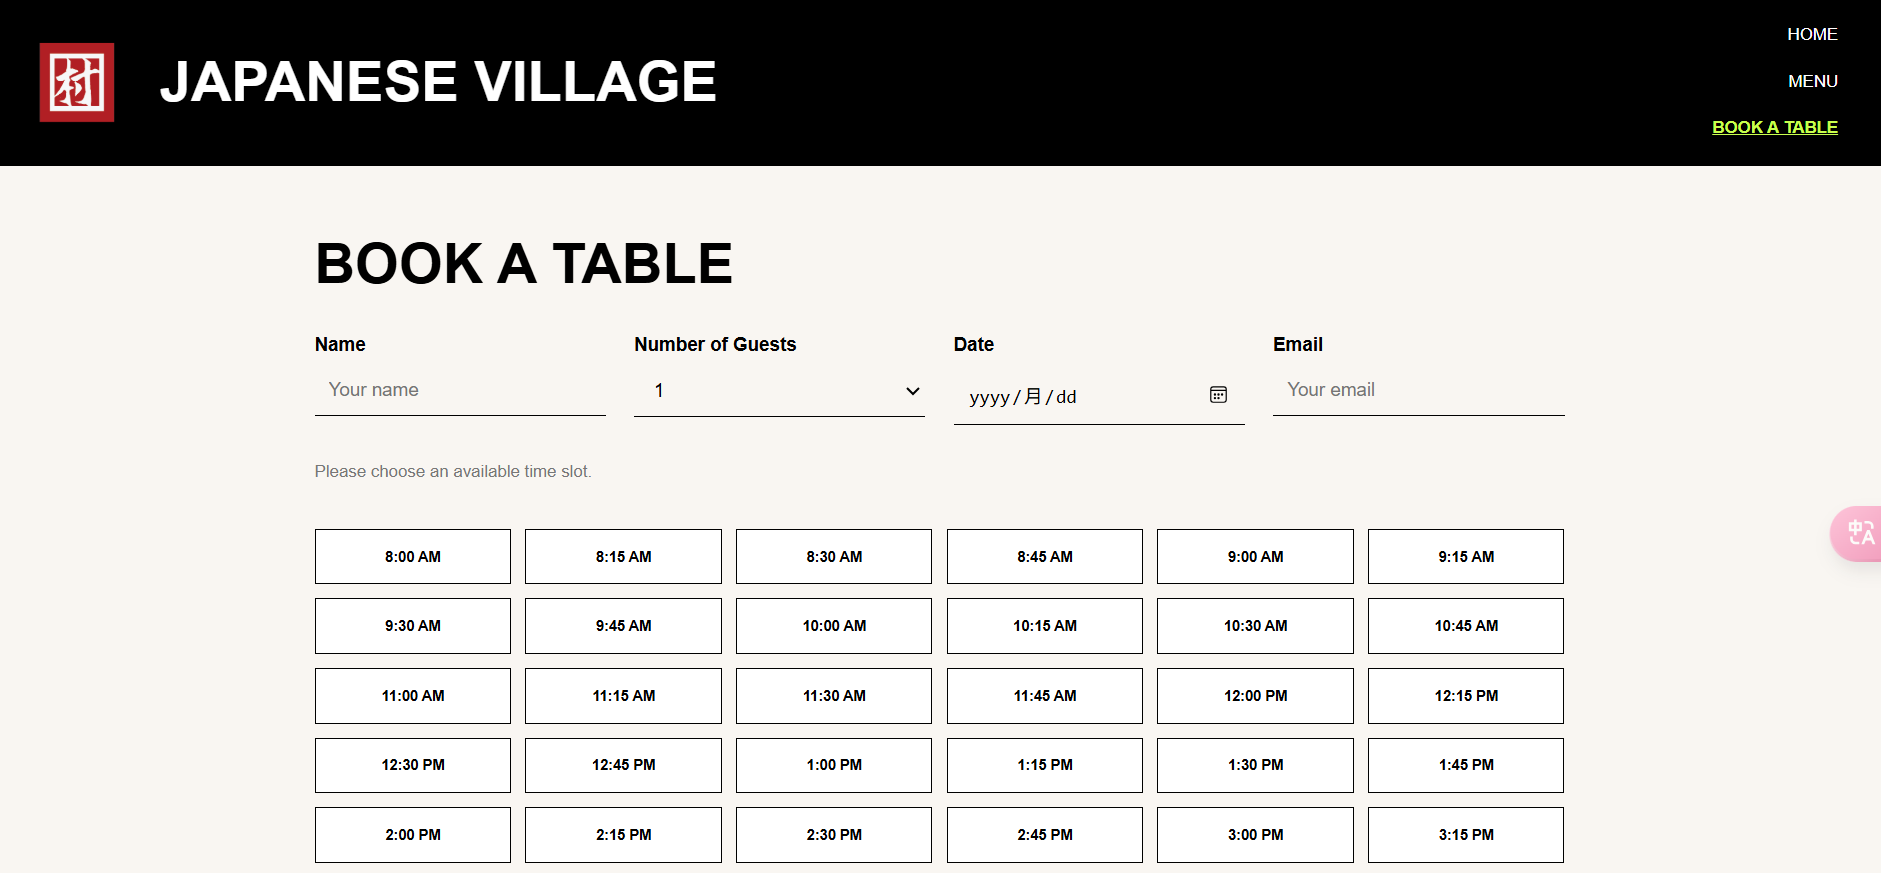 村
JAPANESE VILLAGE
HOME
MENU
BOOK A TABLE
BOOK A TABLE
Name
Number of Guests
Date
Email
Your name
1
yyyy/月/dd
Your email
Please choose an available time slot.
8:00 AM
8:15 AM
8:30 AM
8:45 AM
9:00 AM
9:15 AM
9:30 AM
9:45 AM
10:00 AM
10:15 AM
10:30 AM
10:45 AM
11:00 AM
11:15 AM
11:30 AM
11:45 AM
12:00 PM
12:15 PM
12:30 PM
12:45 PM
1:00 PM
1:15 PM
1:30 PM
1:45 PM
2:00 PM
2:15 PM
2:30 PM
2:45 PM
3:00 PM
3:15 PM
中A